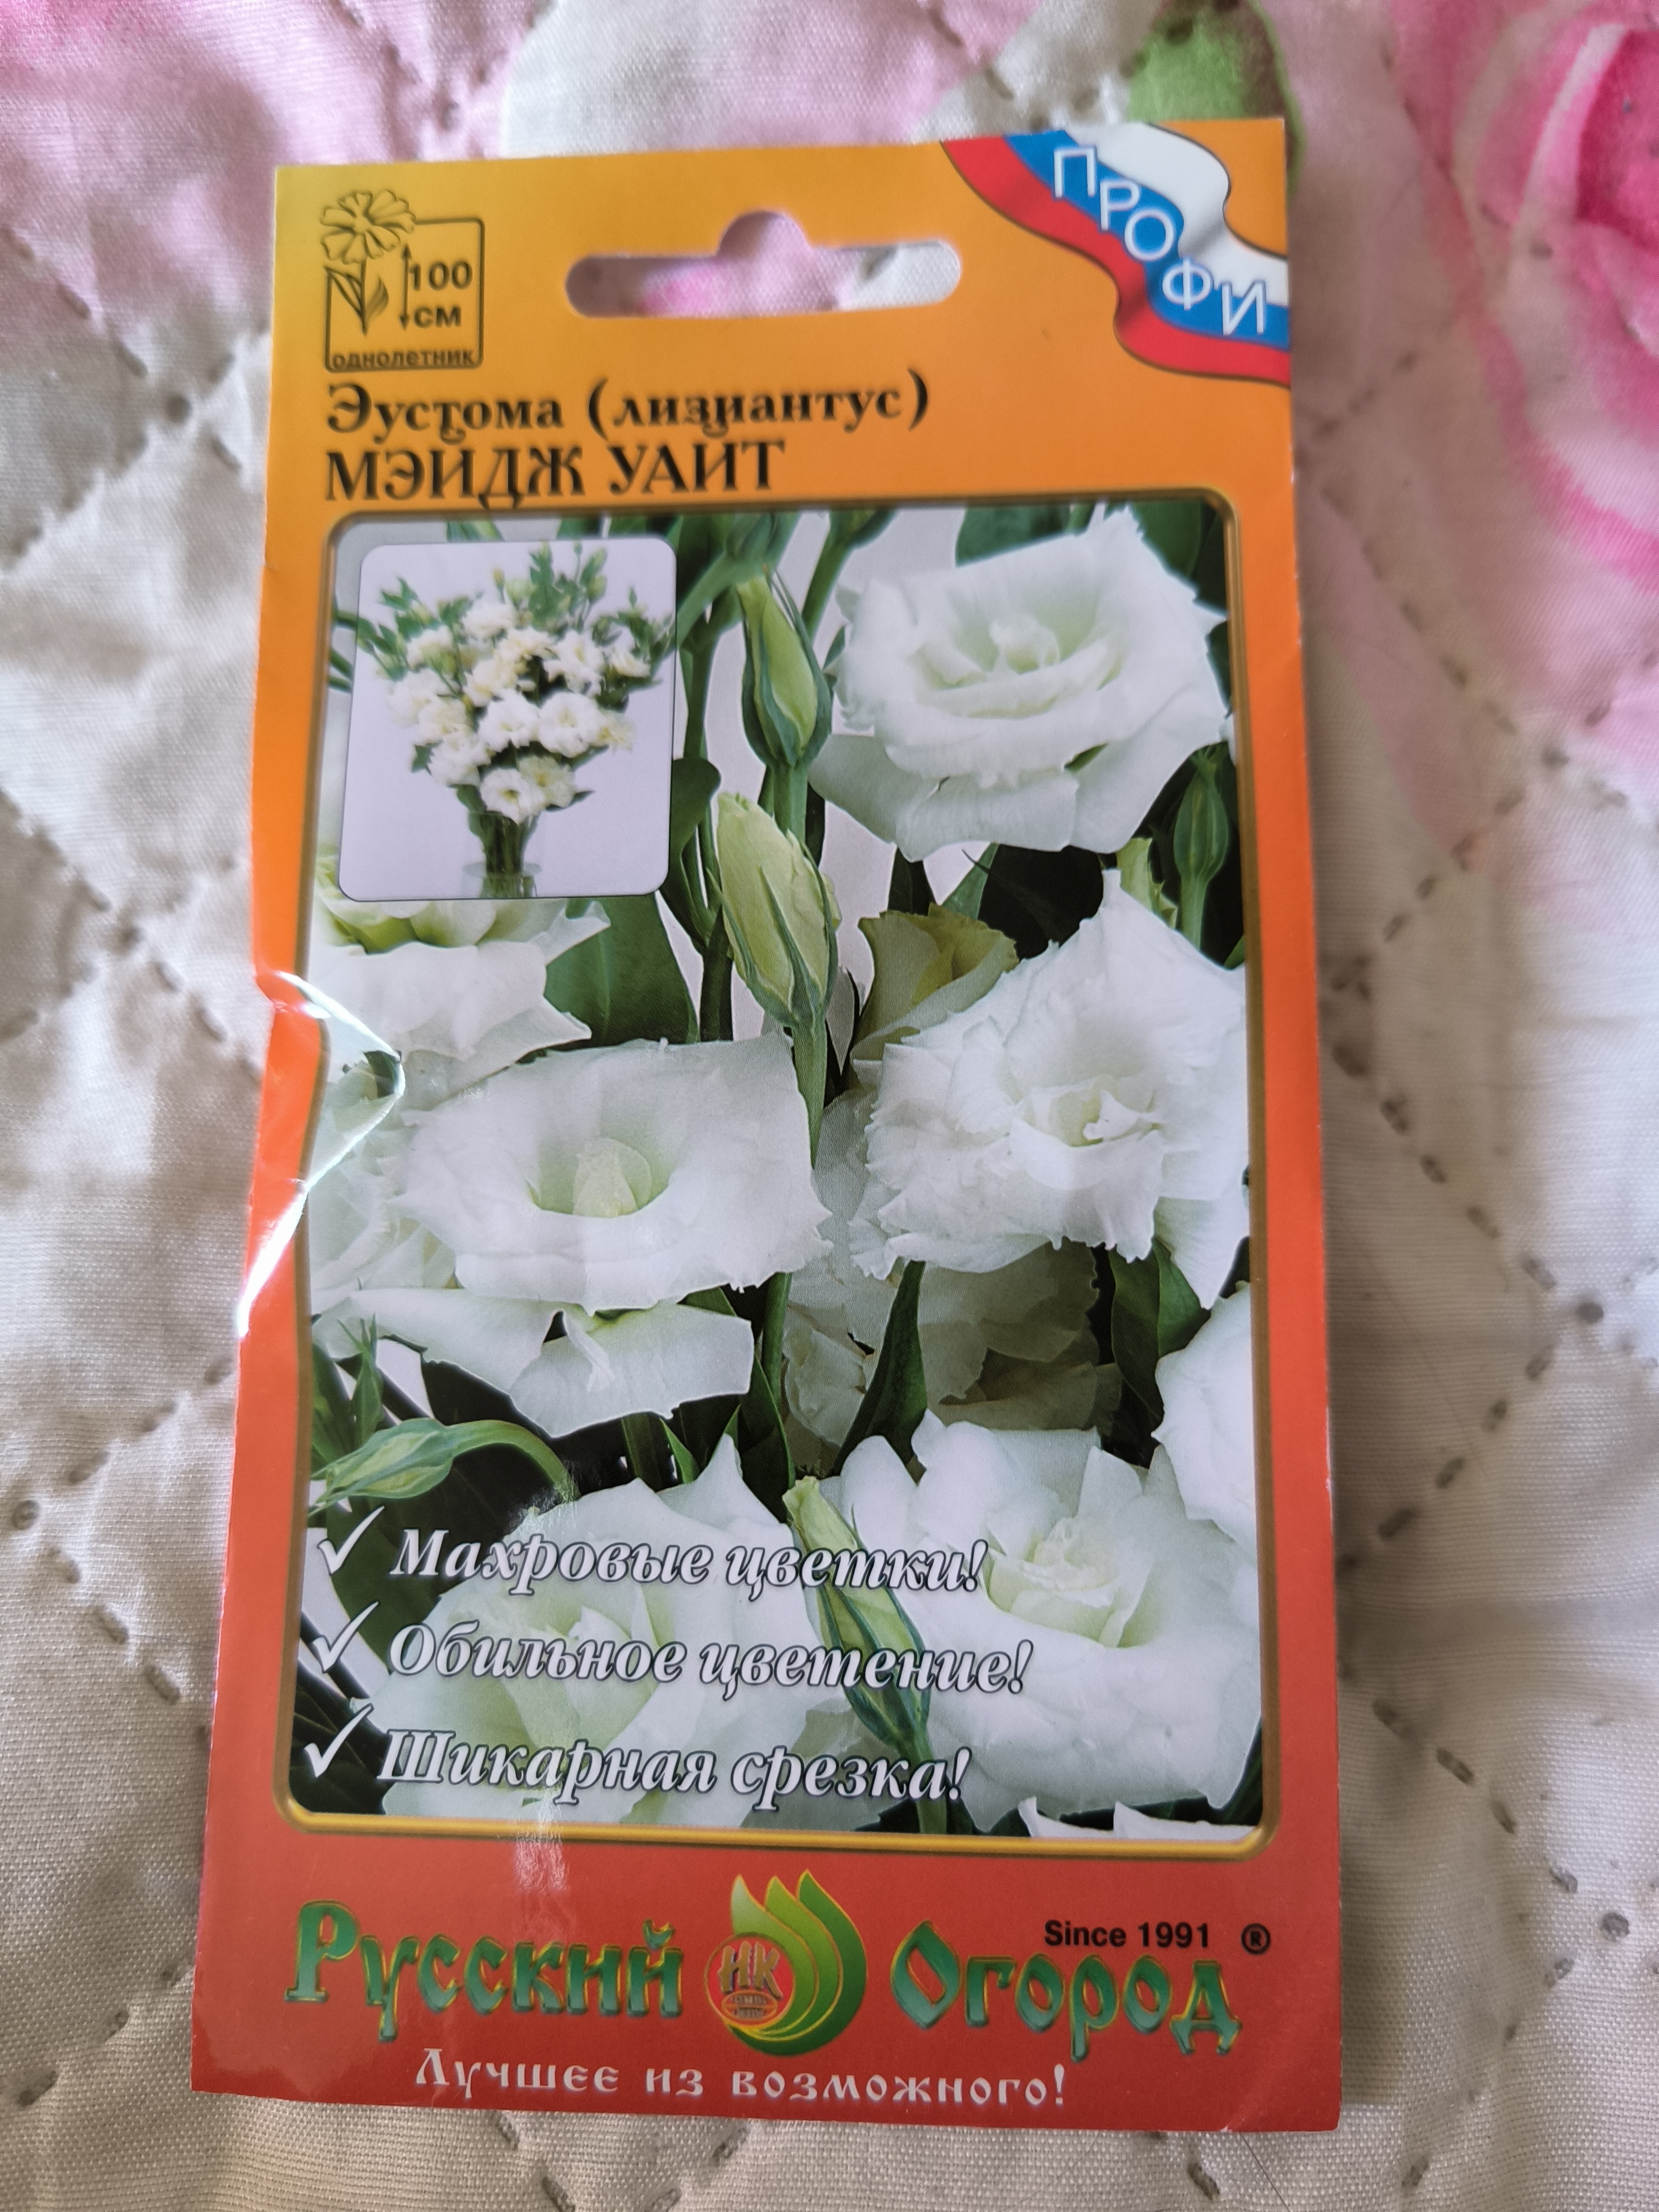 ПРОФИ
100
см
однолетник
Эустома (лизиантус)
МЭЙДЖ УАЙТ
✓ Махровые цветки!
✓ Обильное цветение!
✓ Шикарная срезка!
Since 1991 ®
Русский НК Огород
Лучшее из возможного!